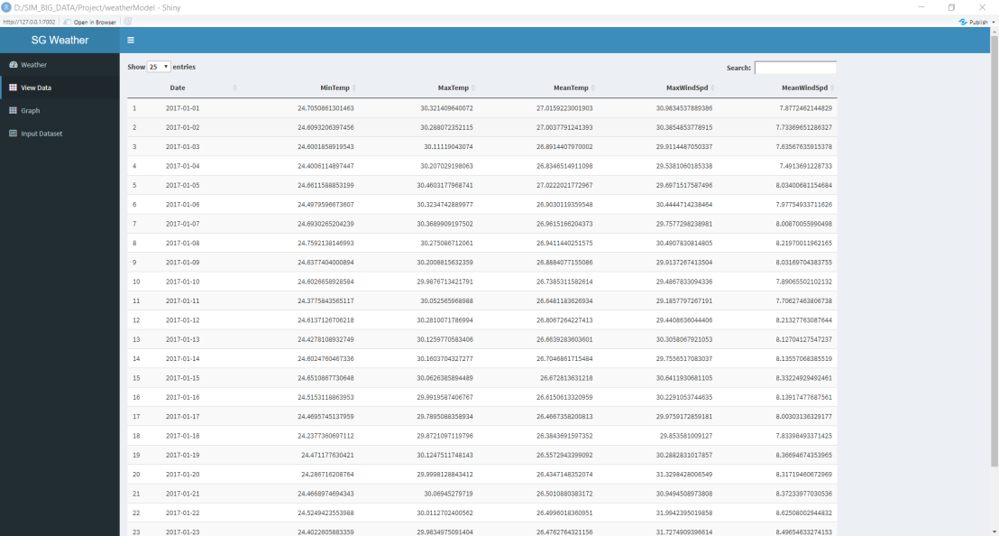 D:/SIM_BIG_DATA/Project/weatherModel - Shiny
http://127.0.0.1:7002 Open in Browser Publish
SG Weather
Weather
View Data
Graph
Input Dataset
Show 25 entries Search:
Date MinTemp MaxTemp MeanTemp MaxWindSpd MeanWindSpd
1 2017-01-01 24.7050861301463 30.321409640072 27.0159223001903 30.9834537889386 7.8772462144829
2 2017-01-02 24.6093206397456 30.288072352115 27.0037791241393 30.3854853778915 7.73369651286327
3 2017-01-03 24.6001858919543 30.11119043074 26.8914407970002 29.9114487050337 7.63567635915378
4 2017-01-04 24.4006114897447 30.207029198063 26.8346514911098 29.5381060185338 7.4913691228733
5 2017-01-05 24.6611588853199 30.4603177968741 27.0222021772967 29.6971517587496 8.03400681154684
6 2017-01-06 24.4979596673607 30.3234742889977 26.9030119359548 30.4444714238464 7.97754933711626
7 2017-01-07 24.6930265204239 30.3689909197502 26.9615166204373 29.7577298238981 8.00870055990498
8 2017-01-08 24.7592138146993 30.275086712061 26.9411440251575 30.4907830814805 8.21970011962165
9 2017-01-09 24.6377404000894 30.2008815632359 26.8884077155086 29.9137267413504 8.03169704383755
10 2017-01-10 24.6026658928584 29.9876713421791 26.7385311582614 29.4867833094336 7.89065502102132
11 2017-01-11 24.3775843565117 30.052565968988 26.6481183626934 29.1857797267191 7.70627463806738
12 2017-01-12 24.6137126706218 30.2810071786994 26.8067264227413 29.4408636044406 8.21327763087644
13 2017-01-13 24.4278108932749 30.1259770583406 26.6639283603601 30.3058067921053 8.12704127547237
14 2017-01-14 24.6024760467336 30.1603704327277 26.7046861715484 29.7556517083037 8.13557068385519
15 2017-01-15 24.6510867730648 30.0626385894489 26.672813631218 30.6411930681105 8.33224929492461
16 2017-01-16 24.5153118863953 29.9919587406767 26.6150613320959 30.2291053744635 8.13917477687561
17 2017-01-17 24.4695745137959 29.7895088358934 26.4667358200813 29.9759172859181 8.00303136329177
18 2017-01-18 24.2377360697112 29.8721097119796 26.3843691597352 29.853581009127 7.83398493371425
19 2017-01-19 24.471177630421 30.1247511748143 26.5572943399092 30.2882831017857 8.36694674353965
20 2017-01-20 24.286716208764 29.9998128843412 26.4347148352074 31.3298428006549 8.31719460672969
21 2017-01-21 24.4668974694343 30.06945279719 26.5010880383172 30.9494508973808 8.37233977030536
22 2017-01-22 24.5249423553988 30.0112702400562 26.4996018360951 31.9942395019858 8.62508002944832
23 2017-01-23 24.4022605883359 29.9834975091404 26.4762764321156 31.7274909396614 8.49654633274153